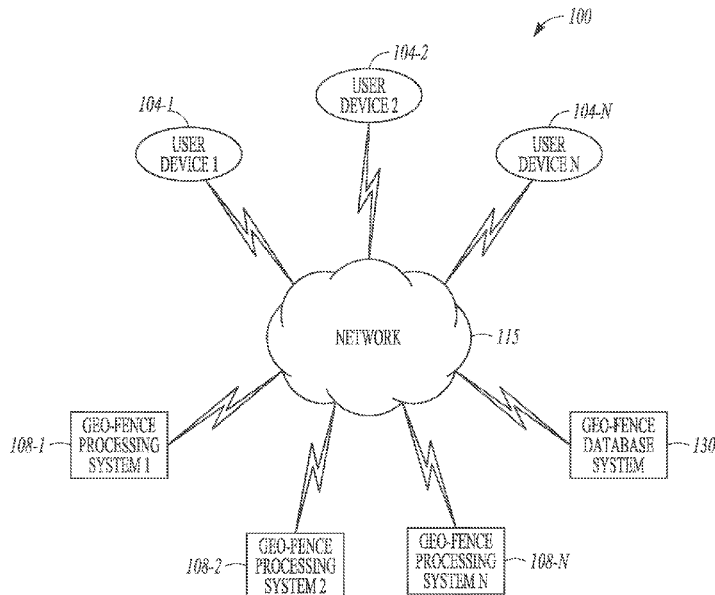 100
104-2
USER
DEVICE 2
104-1
USER
DEVICE 1
104-N
USER
DEVICE N
NETWORK
115
108-1
GEO-FENCE
PROCESSING
SYSTEM 1
GEO-FENCE
DATABASE
SYSTEM
130
108-2
GEO-FENCE
PROCESSING
SYSTEM 2
GEO-FENCE
PROCESSING
SYSTEM N
108-N